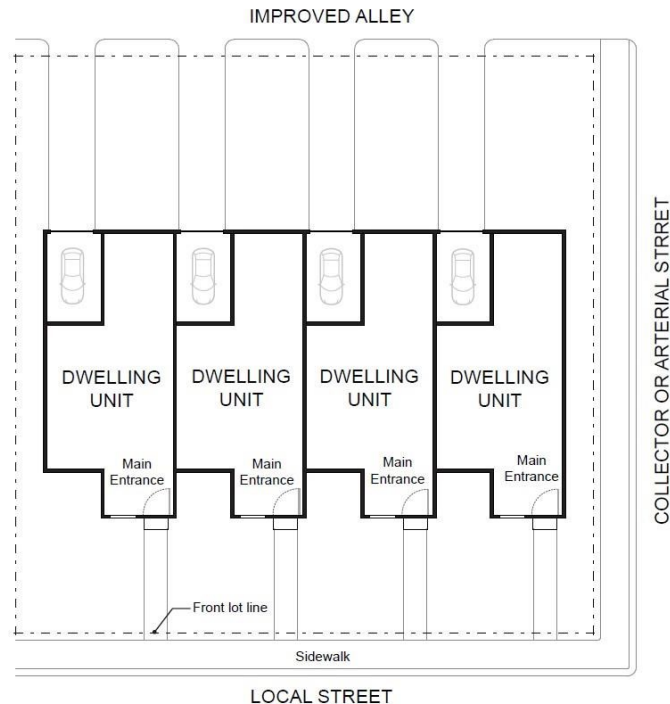 IMPROVED ALLEY
COLLECTOR OR ARTERIAL STRRET
DWELLING
UNIT
DWELLING
UNIT
DWELLING
UNIT
DWELLING
UNIT
Main
Entrance
Main
Entrance
Main
Entrance
Main
Entrance
Front lot line
Sidewalk
LOCAL STREET